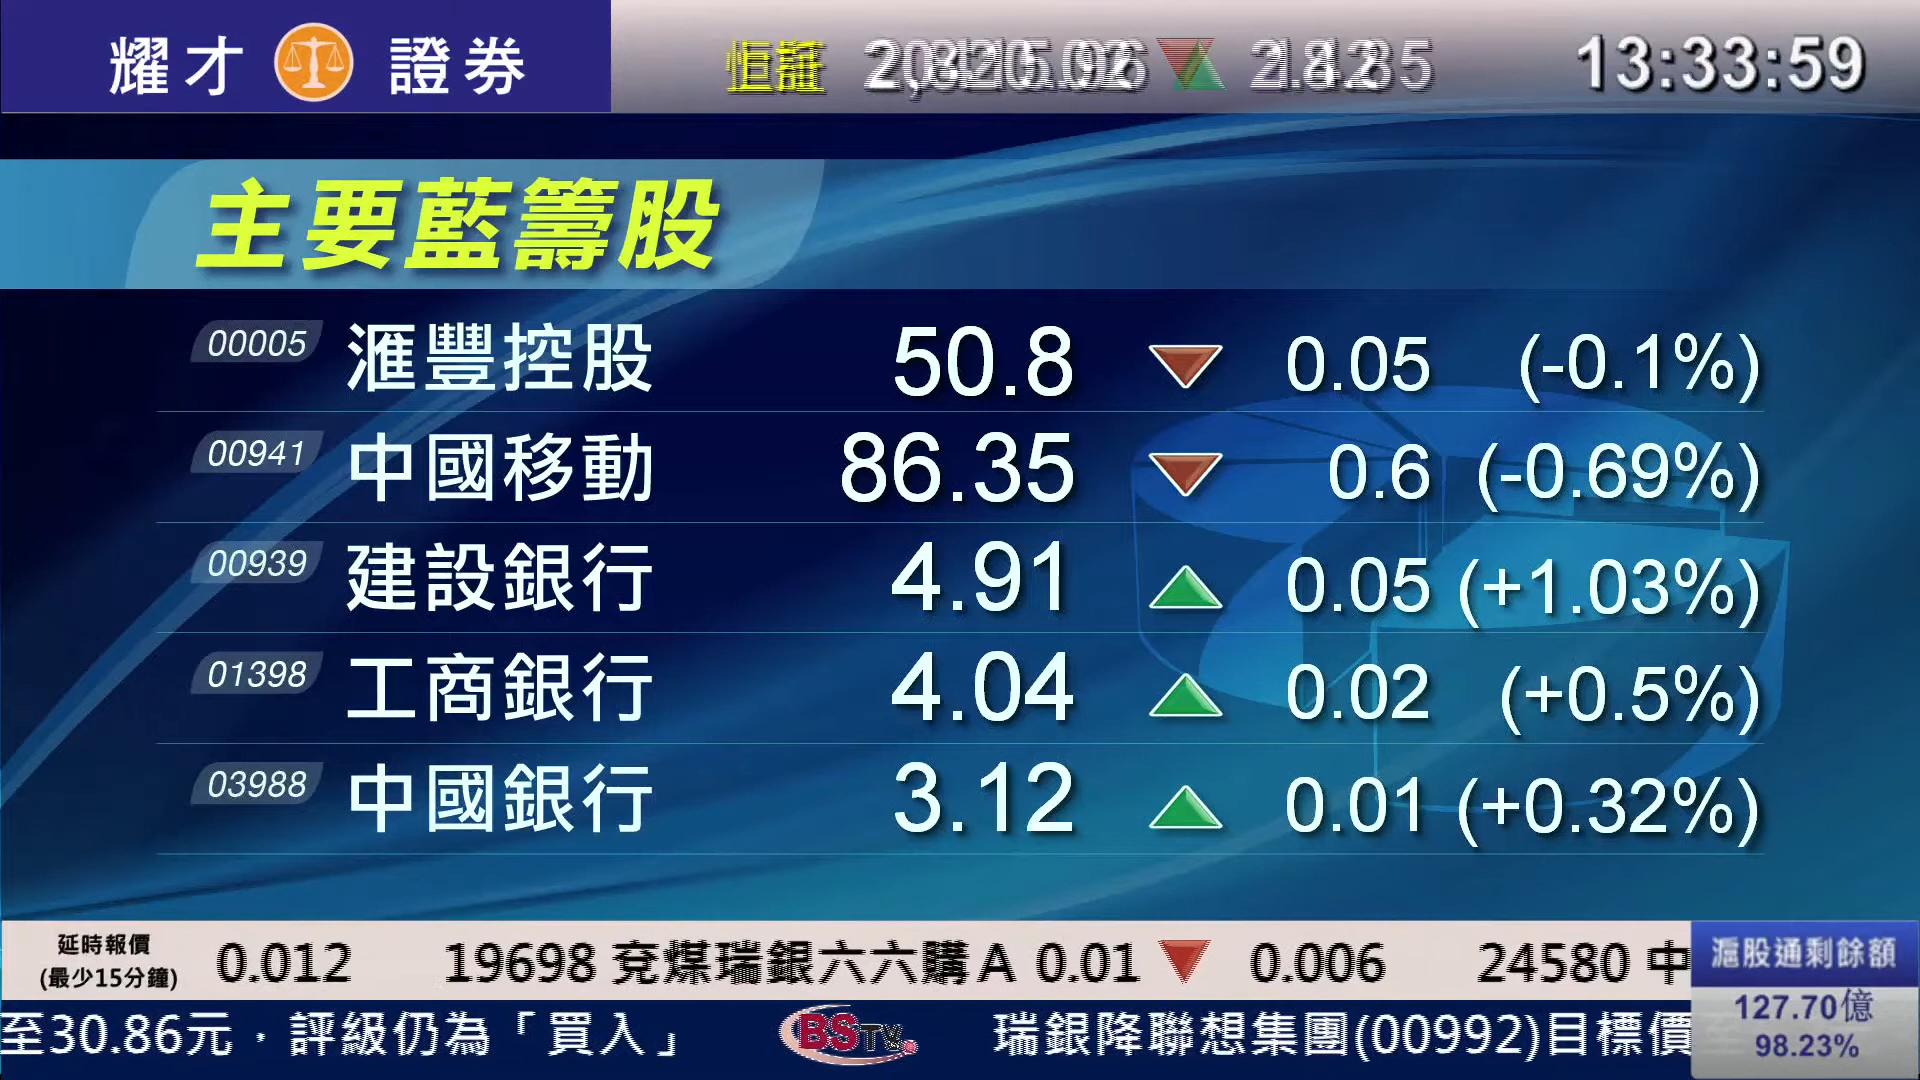 耀才 證券
13:33:59
主要藍籌股
00005 滙豐控股 50.8 0.05 (-0.1%)
00941 中國移動 86.35 0.6 (-0.69%)
00939 建設銀行 4.91 0.05 (+1.03%)
01398 工商銀行 4.04 0.02 (+0.5%)
03988 中國銀行 3.12 0.01 (+0.32%)
延時報價
(最少15分鐘)
0.012 19698 兗煤瑞銀六六購A 0.01 0.006 24580 中
滬股通剩餘額
127.70億
98.23%
至30.86元，評級仍為「買入」 BSTV 瑞銀降聯想集團(00992)目標價